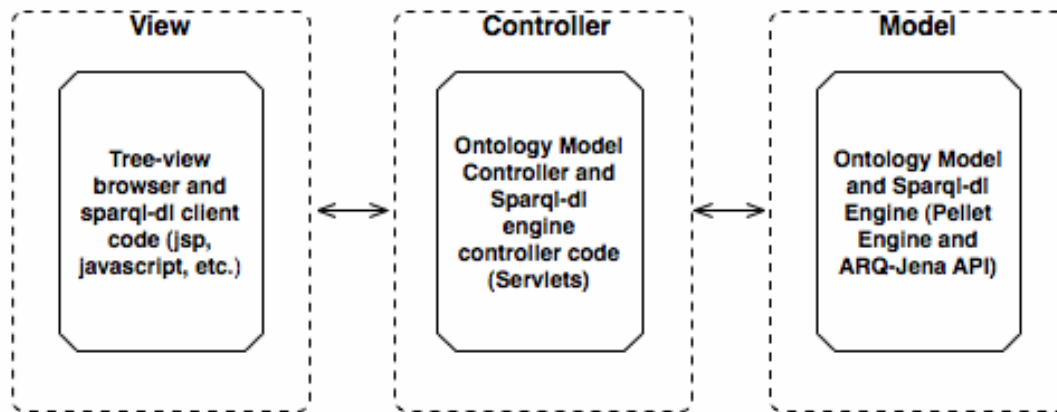 View
Controller
Model
Tree-view
browser and
sparql-dl client
code (jsp,
javascript, etc.)
Ontology Model
Controller and
Sparql-dl
engine
controller code
(Servlets)
Ontology Model
and Sparql-dl
Engine (Pellet
Engine and
ARQ-Jena API)